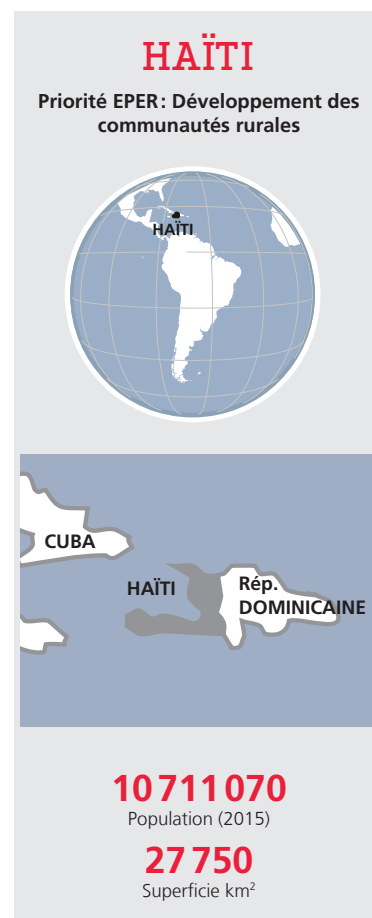 HAÏTI
Priorité EPER : Développement des
communautés rurales
HAÏTI
CUBA
HAÏTI
Rép.
DOMINICAINE
10 711 070
Population (2015)
27 750
Superficie km²